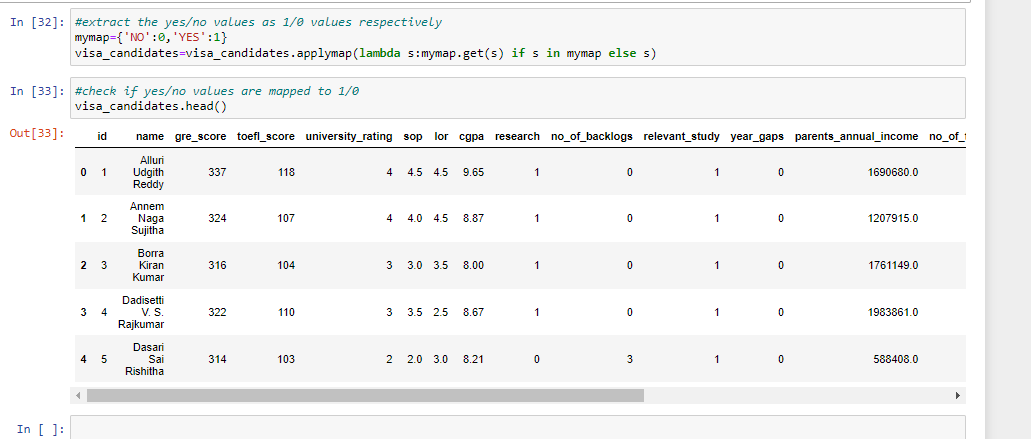 In [32]: #extract the yes/no values as 1/0 values respectively
mymap={'NO':0,'YES':1}
visa_candidates=visa_candidates.applymap(lambda s:mymap.get(s) if s in mymap else s)
In [33]: #check if yes/no values are mapped to 1/0
visa_candidates.head()
Out[33]:
id name gre_score toefl_score university_rating sop lor cgpa research no_of_backlogs relevant_study year_gaps parents_annual_income no_of_
0 1 Alluri Udgith Reddy 337 118 4 4.5 4.5 9.65 1 0 1 0 1690680.0
1 2 Annem Naga Sujitha 324 107 4 4.0 4.5 8.87 1 0 1 0 1207915.0
2 3 Borra Kiran Kumar 316 104 3 3.0 3.5 8.00 1 0 1 0 1761149.0
3 4 Dadisetti V. S. Rajkumar 322 110 3 3.5 2.5 8.67 1 0 1 0 1983861.0
4 5 Dasari Sai Rishitha 314 103 2 2.0 3.0 8.21 0 3 1 0 588408.0
In [ ]: